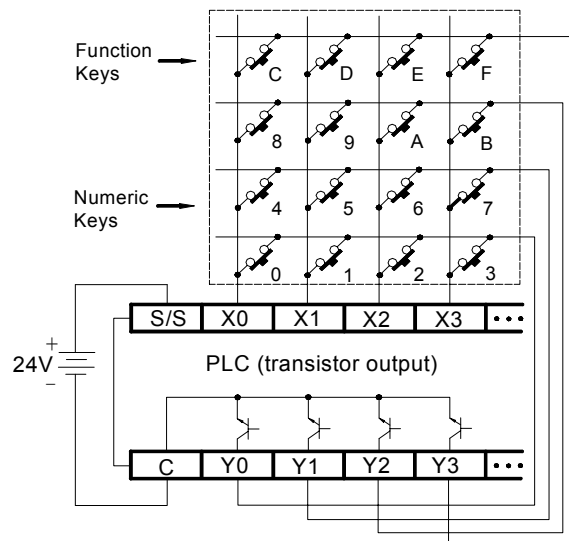 Function
Keys
C D E F
8 9 A B
Numeric
Keys
4 5 6 7
0 1 2 3
S/S X0 X1 X2 X3 •••
+
24V
−
PLC (transistor output)
C Y0 Y1 Y2 Y3 •••